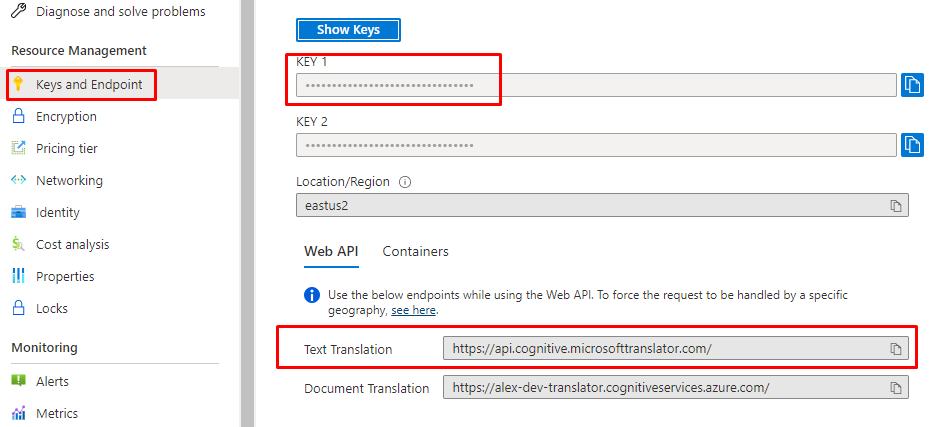 Diagnose and solve problems
Resource Management
Keys and Endpoint
Encryption
Pricing tier
Networking
Identity
Cost analysis
Properties
Locks
Monitoring
Alerts
Metrics
Show Keys
KEY 1
••••••••••••••••••••••••••••••••
KEY 2
••••••••••••••••••••••••••••••••
Location/Region
eastus2
Web API Containers
Use the below endpoints while using the Web API. To force the request to be handled by a specific
geography, see here.
Text Translation https://api.cognitive.microsofttranslator.com/
Document Translation https://alex-dev-translator.cognitiveservices.azure.com/